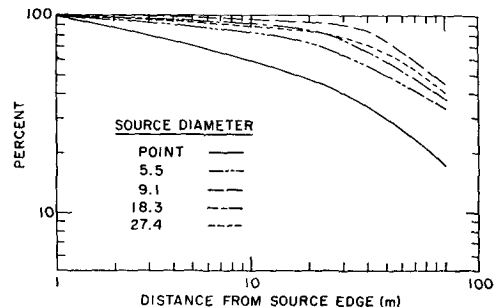 100
PERCENT
10
SOURCE DIAMETER
POINT
5.5
9.1
18.3
27.4
1
10
100
DISTANCE FROM SOURCE EDGE (m)